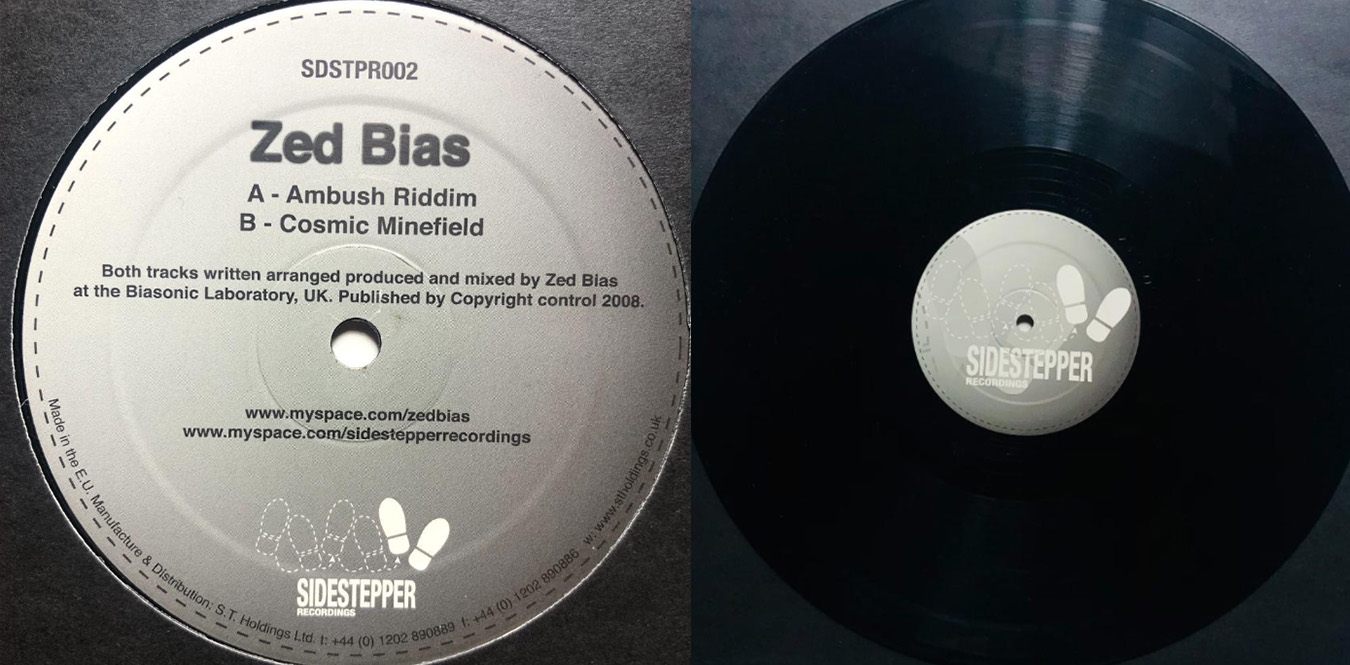 SDSTPR002
Zed Bias
A - Ambush Riddim
B - Cosmic Minefield
Both tracks written arranged produced and mixed by Zed Bias
at the Biasonic Laboratory, UK. Published by Copyright control 2008.
www.myspace.com/zedbias
www.myspace.com/sidestepperrecordings
SIDESTEPPER
RECORDINGS
Made in the E.U. Manufacture & Distribution: S.T. Holdings Ltd. t: +44 (0) 1202 890889 f: +44 (0) 1202 890886 w: www.stholdings.co.uk
SIDESTEPPER
RECORDINGS